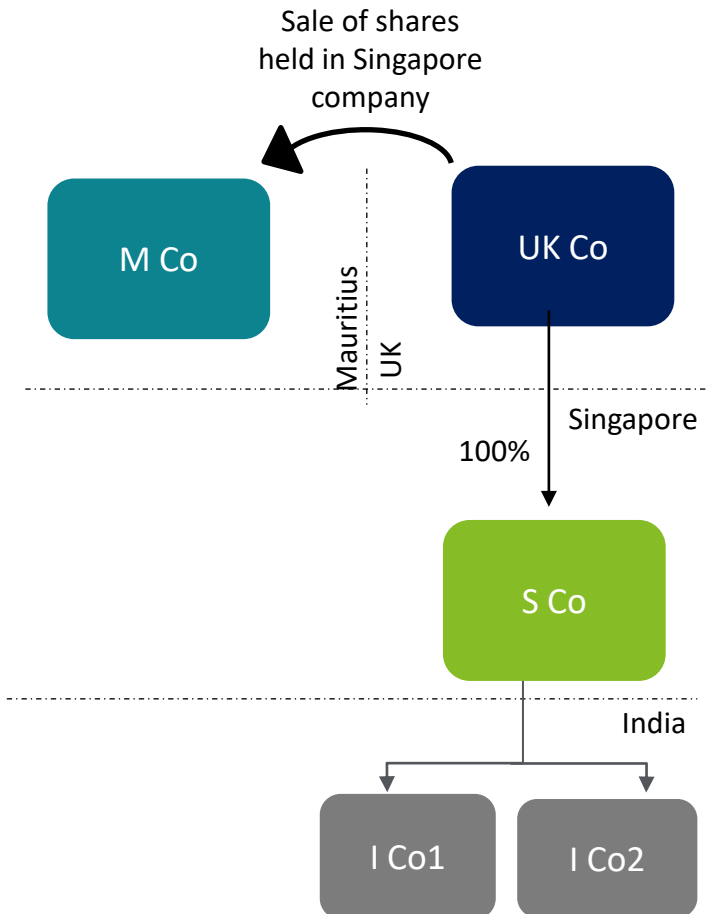 Sale of shares
held in Singapore
company
M Co
UK Co
Mauritius
UK
Singapore
100%
S Co
India
I Co1
I Co2